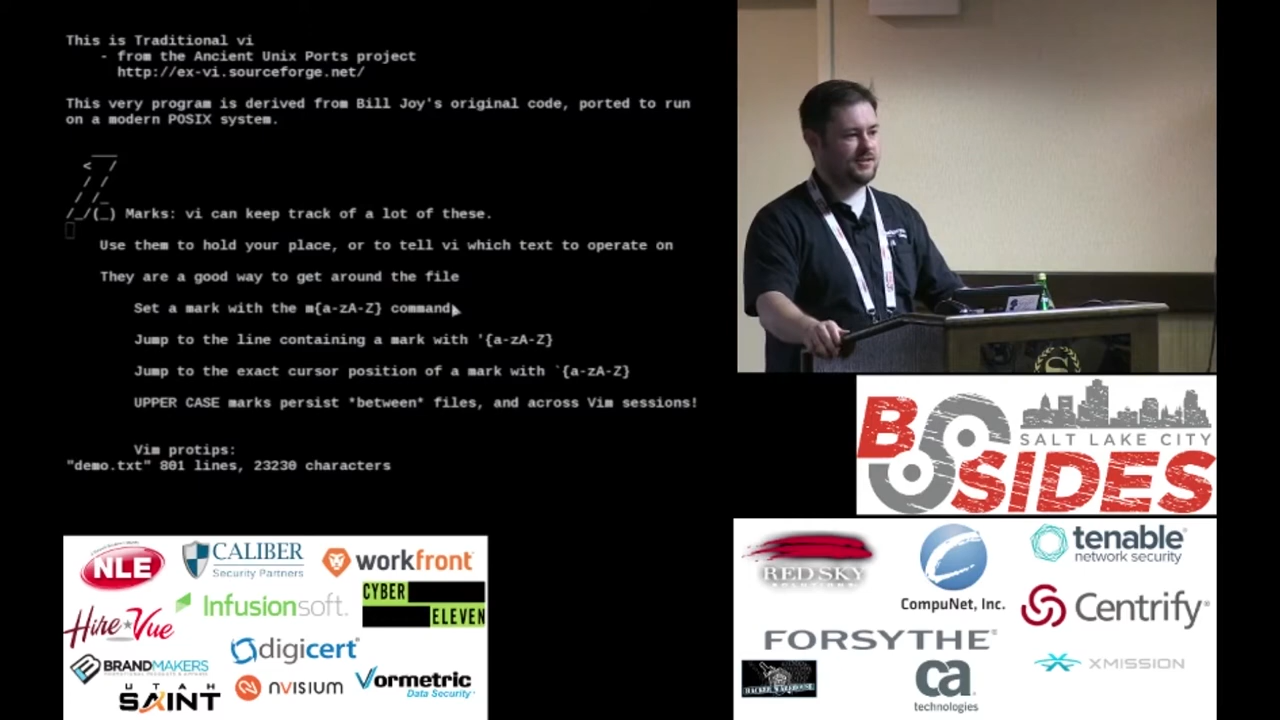 This is Traditional vi
- from the Ancient Unix Ports project
http://ex-vi.sourceforge.net/
This very program is derived from Bill Joy's original code, ported to run
on a modern POSIX system.
Marks: vi can keep track of a lot of these.
Use them to hold your place, or to tell vi which text to operate on
They are a good way to get around the file
Set a mark with the m{a-zA-Z} command
Jump to the line containing a mark with '{a-zA-Z}
Jump to the exact cursor position of a mark with `{a-zA-Z}
UPPER CASE marks persist *between* files, and across Vim sessions!
Vim protips:
"demo.txt" 801 lines, 23230 characters
S
BSIDES
SALT LAKE CITY
NLE
CALIBER
Security Partners
workfront
HireVue
Infusionsoft.
CYBER
ELEVEN
digicert®
BRANDMAKERS
UTAH
SAINT
nVISIUM
Vormetric
Data Security
RED SKY
SOLUTIONS
CompuNet, Inc.
tenable®
network security
Centrify®
FORSYTHE®
HACKER WAREHOUSE
ca
technologies
XMISSION